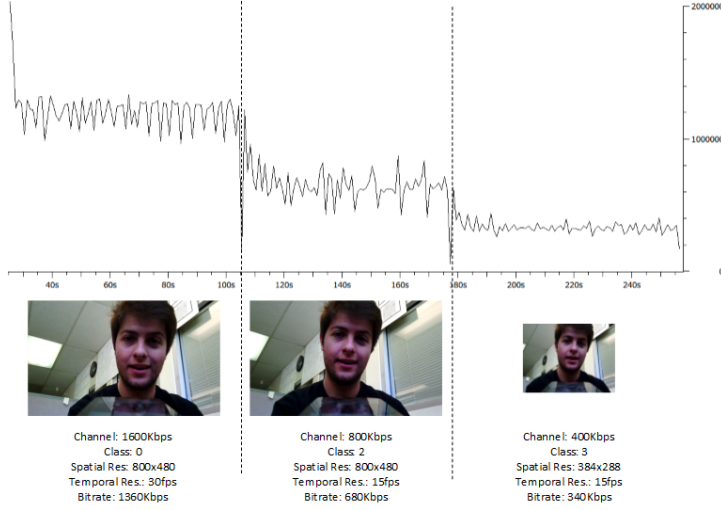 2000000
1000000
0
40s 60s 80s 100s 120s 140s 160s 180s 200s 220s 240s
Channel: 1600Kbps
Class: 0
Spatial Res: 800x480
Temporal Res.: 30fps
Bitrate: 1360Kbps
Channel: 800Kbps
Class: 2
Spatial Res: 800x480
Temporal Res.: 15fps
Bitrate: 680Kbps
Channel: 400Kbps
Class: 3
Spatial Res: 384x288
Temporal Res.: 15fps
Bitrate: 340Kbps